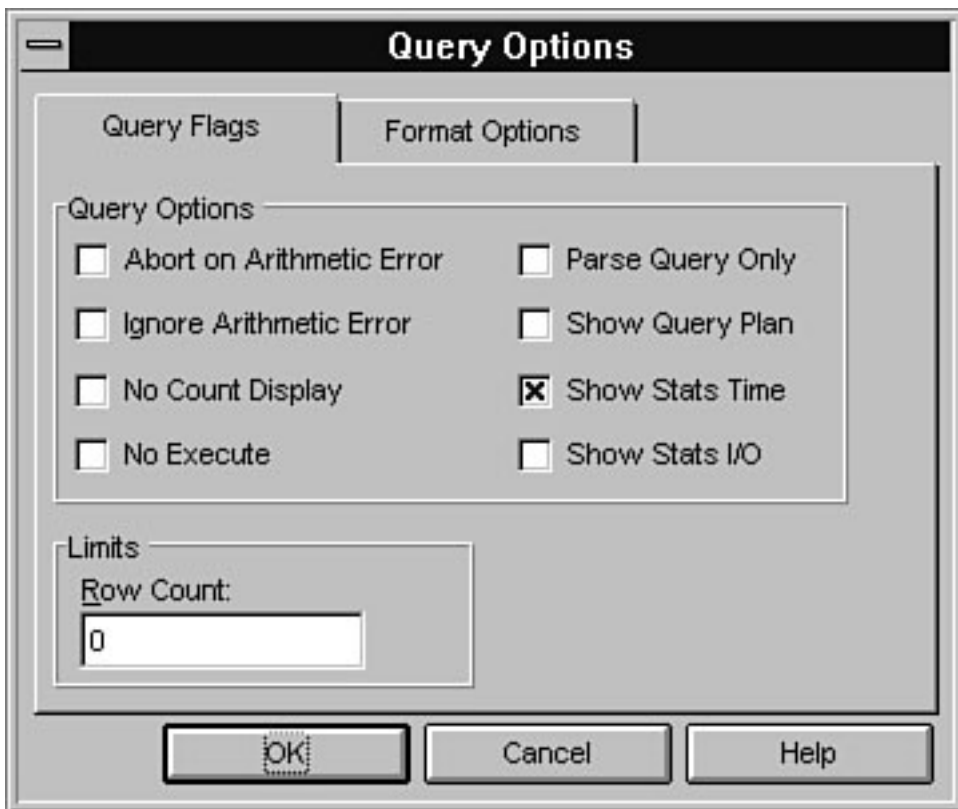 Query Options
Query Flags
Format Options
Query Options
Abort on Arithmetic Error
Parse Query Only
Ignore Arithmetic Error
Show Query Plan
No Count Display
Show Stats Time
No Execute
Show Stats I/O
Limits
Row Count:
0
OK
Cancel
Help